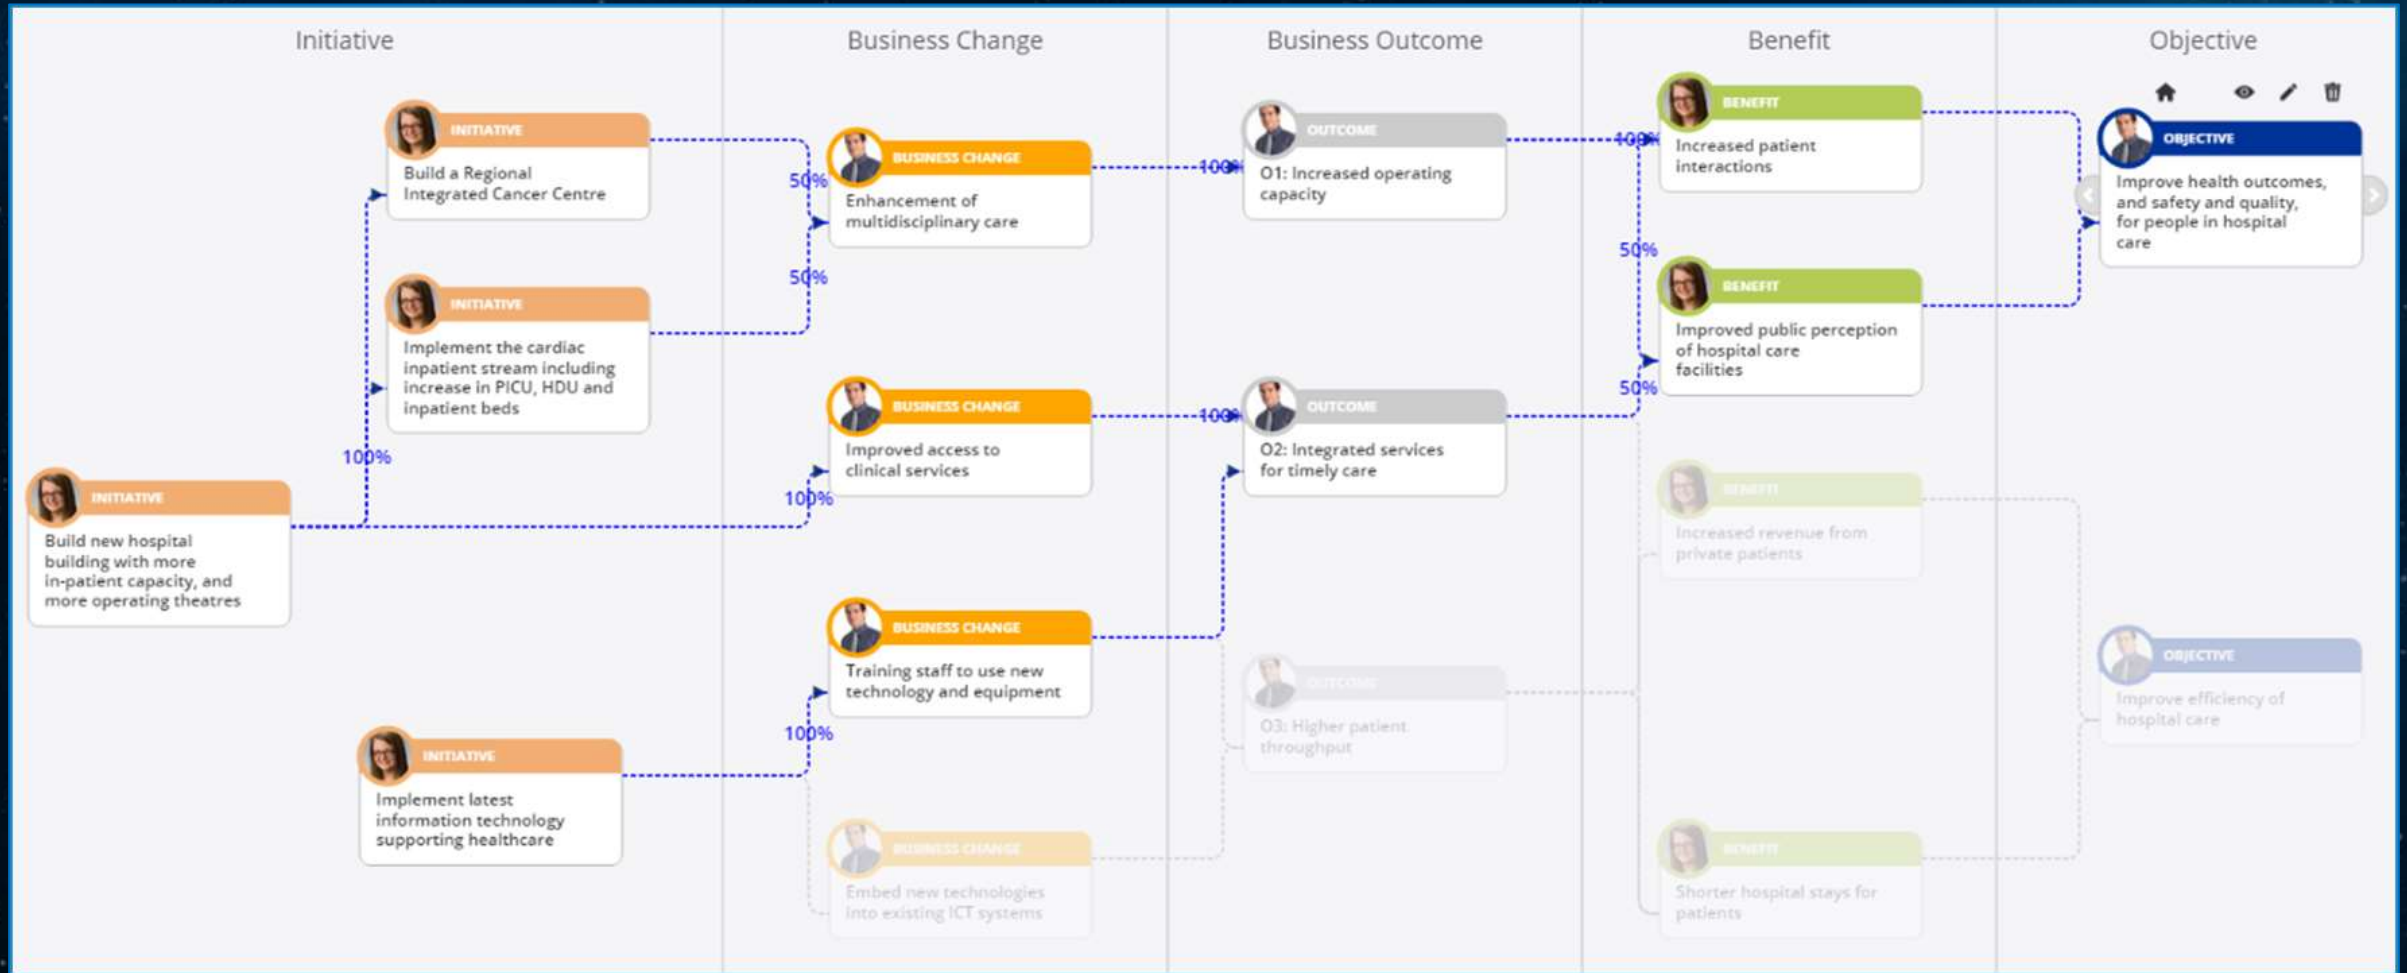 Initiative
Business Change
Business Outcome
Benefit
Objective
INITIATIVE
Build a Regional
Integrated Cancer Centre
INITIATIVE
Implement the cardiac
inpatient stream including
increase in PICU, HDU and
inpatient beds
100%
INITIATIVE
Build new hospital
building with more
in-patient capacity, and
more operating theatres
INITIATIVE
Implement latest
information technology
supporting healthcare
50%
50%
100%
100%
BUSINESS CHANGE
Enhancement of
multidisciplinary care
BUSINESS CHANGE
Improved access to
clinical services
BUSINESS CHANGE
Training staff to use new
technology and equipment
BUSINESS CHANGE
Embed new technologies
into existing ICT systems
100%
100%
OUTCOME
O1: Increased operating
capacity
OUTCOME
O2: Integrated services
for timely care
OUTCOME
O3: Higher patient
throughput
100%
50%
50%
BENEFIT
Increased patient
interactions
BENEFIT
Improved public perception
of hospital care
facilities
BENEFIT
Increased revenue from
private patients
BENEFIT
Shorter hospital stays for
patients
OBJECTIVE
Improve health outcomes,
and safety and quality,
for people in hospital
care
OBJECTIVE
Improve efficiency of
hospital care